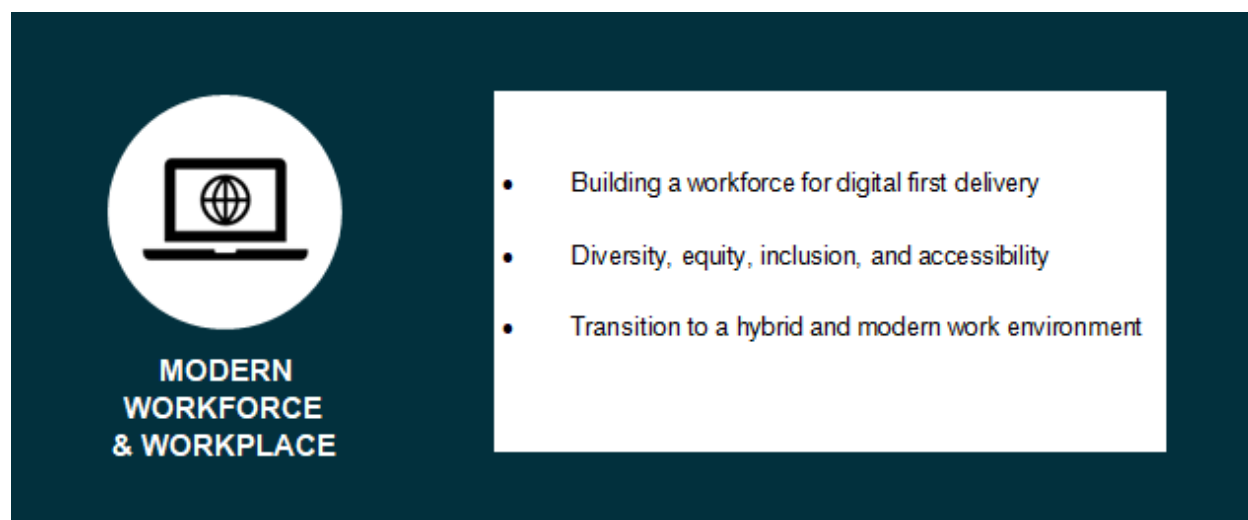 MODERN
WORKFORCE
& WORKPLACE
• Building a workforce for digital first delivery
• Diversity, equity, inclusion, and accessibility
• Transition to a hybrid and modern work environment